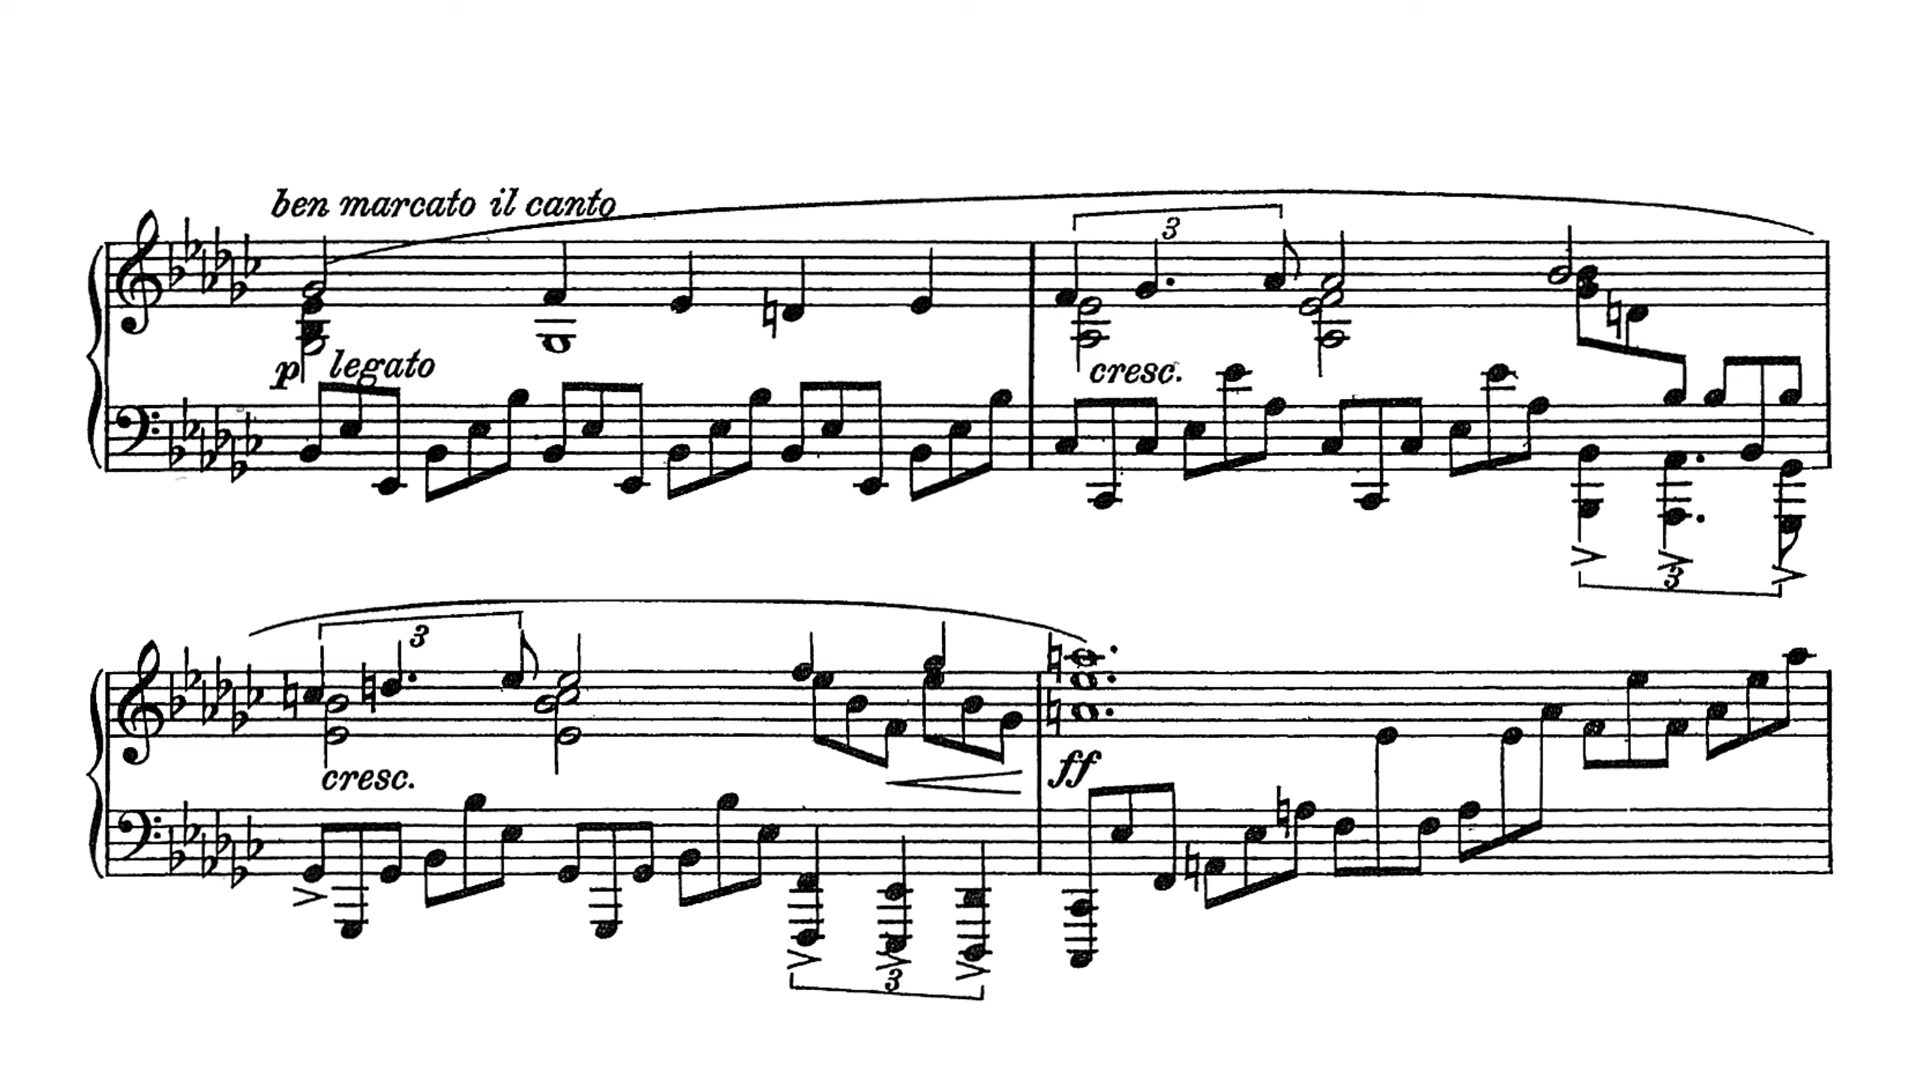 ben marcato il canto
3
p legato
cresc.
3
3
cresc.
ff
3